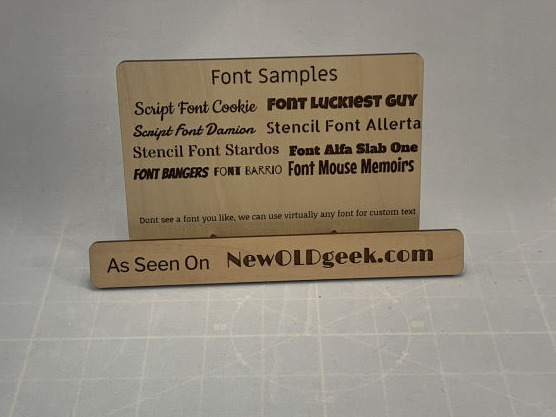 Font Samples
Script Font Cookie Font Luckiest Guy
Script Font Damion Stencil Font Allerta
Stencil Font Stardos Font Alfa Slab One
FONT BANGERS FONT BARRIO Font Mouse Memoirs
Dont see a font you like, we can use virtually any font for custom text
As Seen On NewOLDgeek.com